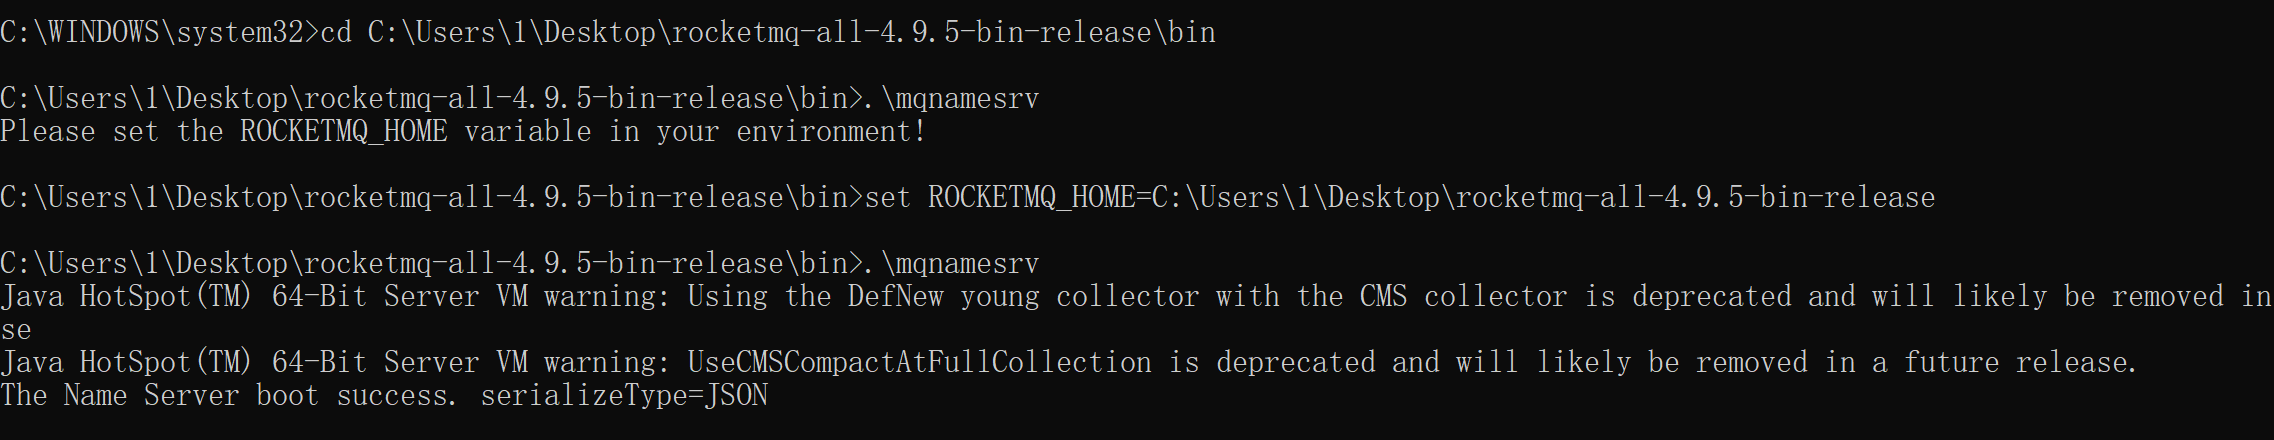 C:\WINDOWS\system32>cd C:\Users\1\Desktop\rocketmq-all-4.9.5-bin-release\bin
C:\Users\1\Desktop\rocketmq-all-4.9.5-bin-release\bin>.\mqnamesrv
Please set the ROCKETMQ_HOME variable in your environment!
C:\Users\1\Desktop\rocketmq-all-4.9.5-bin-release\bin>set ROCKETMQ_HOME=C:\Users\1\Desktop\rocketmq-all-4.9.5-bin-release
C:\Users\1\Desktop\rocketmq-all-4.9.5-bin-release\bin>.\mqnamesrv
Java HotSpot(TM) 64-Bit Server VM warning: Using the DefNew young collector with the CMS collector is deprecated and will likely be removed in
se
Java HotSpot(TM) 64-Bit Server VM warning: UseCMSCompactAtFullCollection is deprecated and will likely be removed in a future release.
The Name Server boot success. serializeType=JSON